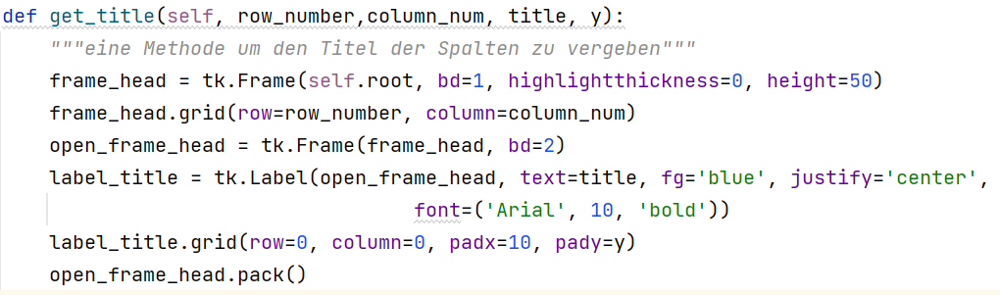 def get_title(self, row_number,column_num, title, y):
    """eine Methode um den Titel der Spalten zu vergeben"""
    frame_head = tk.Frame(self.root, bd=1, highlightthickness=0, height=50)
    frame_head.grid(row=row_number, column=column_num)
    open_frame_head = tk.Frame(frame_head, bd=2)
    label_title = tk.Label(open_frame_head, text=title, fg='blue', justify='center',
                                   font=('Arial', 10, 'bold'))
    label_title.grid(row=0, column=0, padx=10, pady=y)
    open_frame_head.pack()